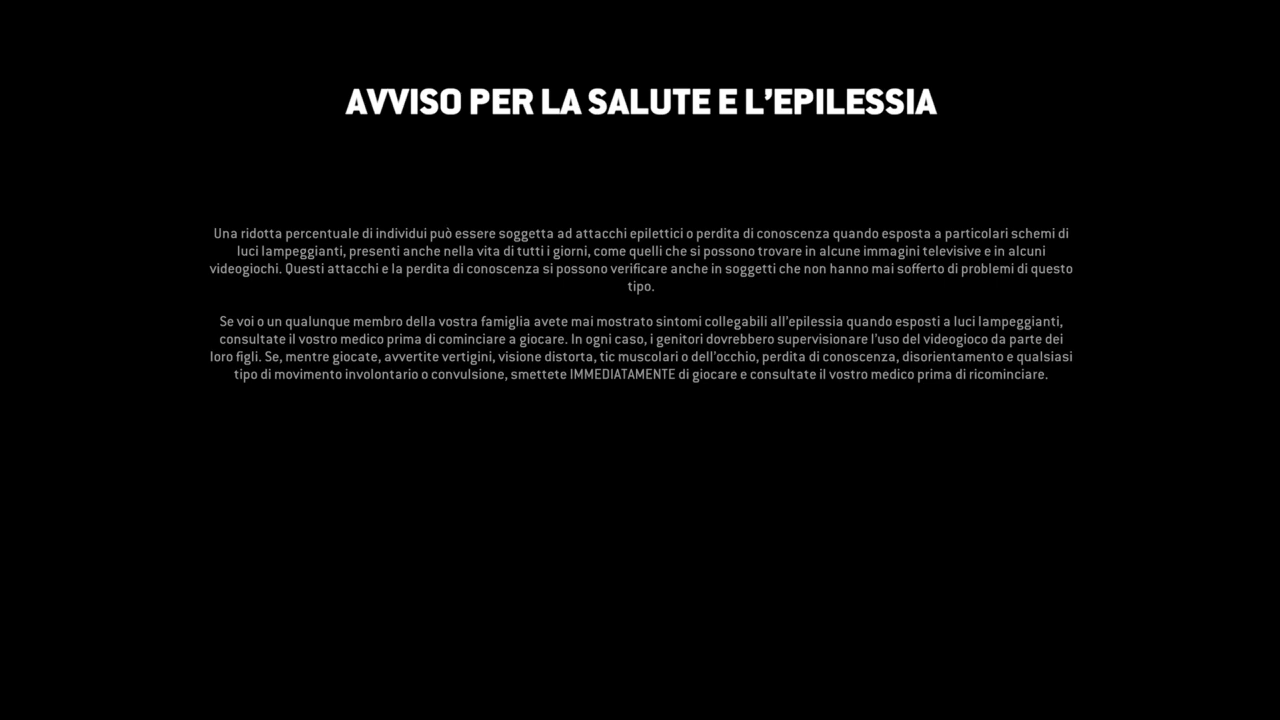 AVVISO PER LA SALUTE E L'EPILESSIA
Una ridotta percentuale di individui può essere soggetta ad attacchi epilettici o perdita di conoscenza quando esposta a particolari schemi di
luci lampeggianti, presenti anche nella vita di tutti i giorni, come quelli che si possono trovare in alcune immagini televisive e in alcuni
videogiochi. Questi attacchi e la perdita di conoscenza si possono verificare anche in soggetti che non hanno mai sofferto di problemi di questo
tipo.
Se voi o un qualunque membro della vostra famiglia avete mai mostrato sintomi collegabili all'epilessia quando esposti a luci lampeggianti,
consultate il vostro medico prima di cominciare a giocare. In ogni caso, i genitori dovrebbero supervisionare l'uso del videogioco da parte dei
loro figli. Se, mentre giocate, avvertite vertigini, visione distorta, tic muscolari o dell'occhio, perdita di conoscenza, disorientamento e qualsiasi
tipo di movimento involontario o convulsione, smettete IMMEDIATAMENTE di giocare e consultate il vostro medico prima di ricominciare.